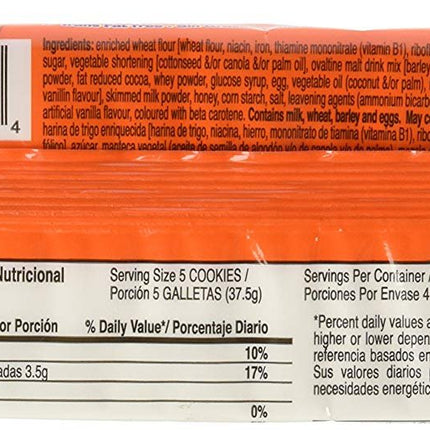 Ingredients: enriched wheat flour [wheat flour, niacin, iron, thiamine mononitrate (vitamin B1),
sugar, vegetable shortening [cottonseed &/or canola &/or palm oil], ovaltine malt drink mix [barley
powder, fat reduced cocoa, whey powder, glucose syrup, egg, vegetable oil (coconut &/or palm),
vanilla flavour], skimmed milk powder, honey, corn starch, salt, leavening agents (ammonium
artificial vanilla flavour, coloured with beta carotene. Contains milk, wheat, barley and eggs. May
harina de trigo enriquecida [harina de trigo, niacina, hierro, mononitrato de tiamina (vitamina B1),
azúcar, manteca vegetal
4
Nutricional
Serving Size 5 COOKIES /
Porción 5 GALLETAS (37.5g)
Servings Per Container /
Porciones Por Envase 4
or Porción
% Daily Value*/ Porcentaje Diario
10%
adas 3.5g
17%
0%
*Percent daily values a
higher or lower depen
referencia basados en
Sus valores diarios
necesidades energétic